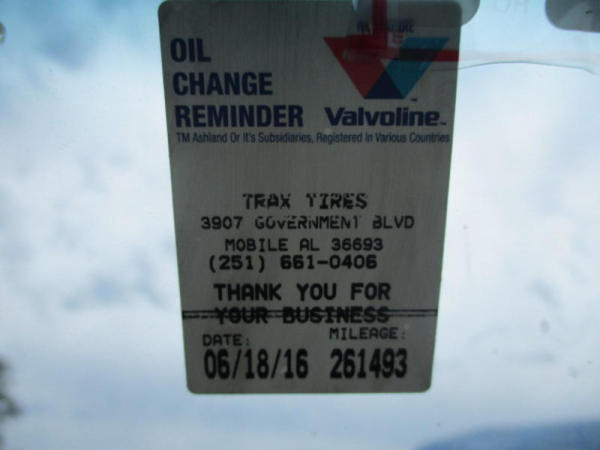 OIL
CHANGE
REMINDER Valvoline™
TM Ashland Or It's Subsidiaries, Registered In Various Countries
TRAX TIRES
3907 GOVERNMENT BLVD
MOBILE AL 36693
(251) 661-0406
THANK YOU FOR
YOUR BUSINESS
DATE: MILEAGE:
06/18/16 261493